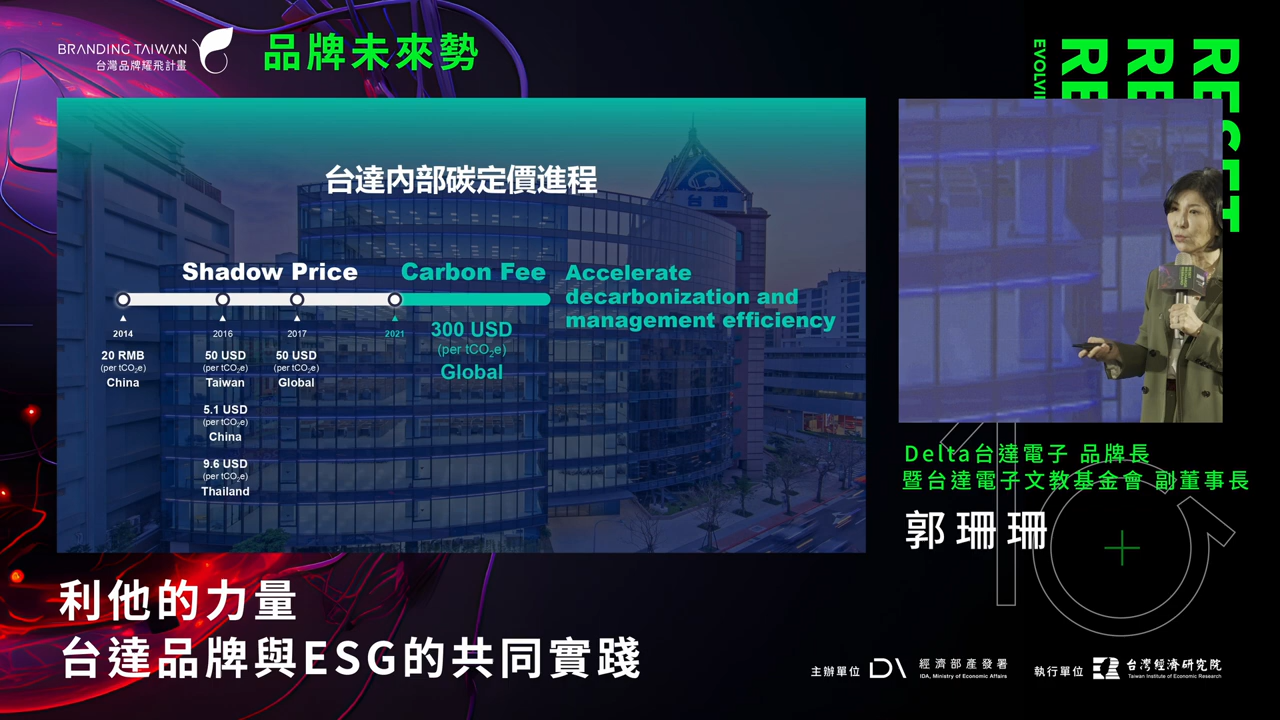 BRANDING TAIWAN
台灣品牌耀飛計畫
品牌未來勢
台達內部碳定價進程
Shadow Price
Carbon Fee
Accelerate
decarbonization and
management efficiency
2014
20 RMB
(per tCO₂e)
China
2016
50 USD
(per tCO₂e)
Taiwan
5.1 USD
(per tCO₂e)
China
9.6 USD
(per tCO₂e)
Thailand
2017
50 USD
(per tCO₂e)
Global
2021
300 USD
(per tCO₂e)
Global
台達
Delta台達電子 品牌長
暨台達電子文教基金會 副董事長
郭珊珊
利他的力量
台達品牌與ESG的共同實踐
主辦單位
經濟部產發署
IDA, Ministry of Economic Affairs
執行單位
台灣經濟研究院
Taiwan Institute of Economic Research